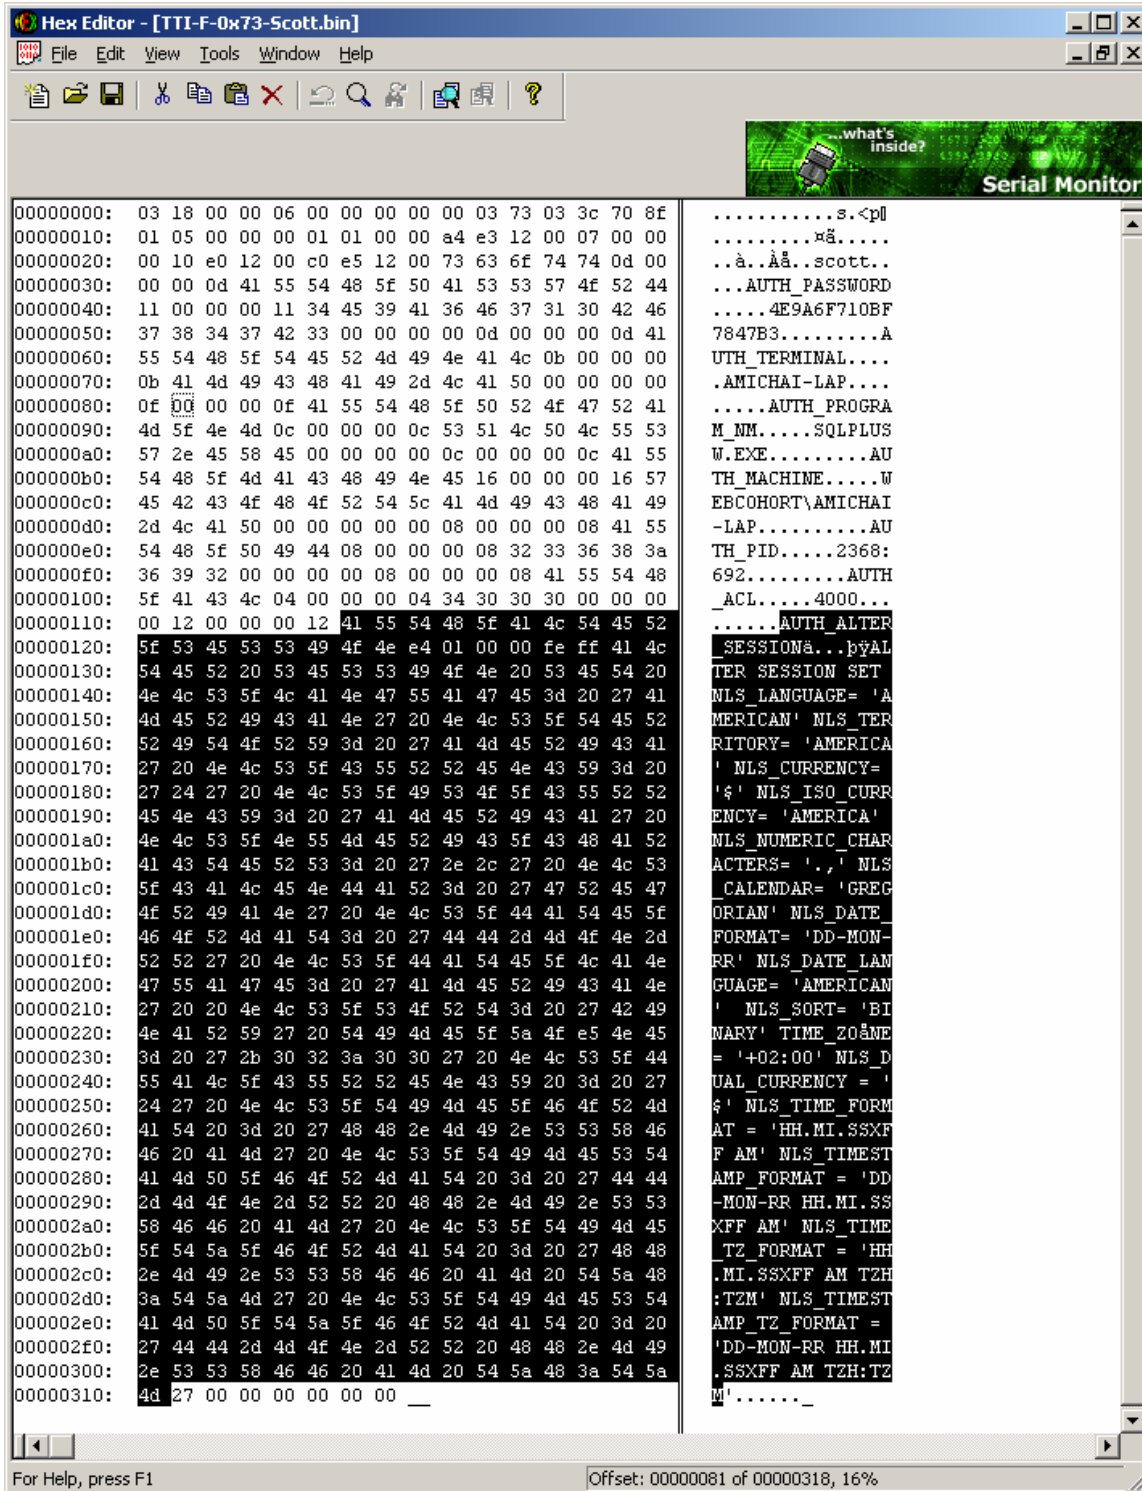 Hex Editor - [TTI-F-0x73-Scott.bin]
File Edit View Tools Window Help
...what's
inside?
Serial Monitor
00000000: 03 18 00 00 06 00 00 00 00 00 03 73 03 3c 70 8f ...........s.<p▯
00000010: 01 05 00 00 00 01 01 00 00 a4 e3 12 00 07 00 00 .........¤ã.....
00000020: 00 10 e0 12 00 c0 e5 12 00 73 63 6f 74 74 0d 00 ..à..Àå..scott..
00000030: 00 00 0d 41 55 54 48 5f 50 41 53 53 57 4f 52 44 ...AUTH_PASSWORD
00000040: 11 00 00 00 11 34 45 39 41 36 46 37 31 30 42 46 .....4E9A6F710BF
00000050: 37 38 34 37 42 33 00 00 00 00 0d 00 00 00 0d 41 7847B3.........A
00000060: 55 54 48 5f 54 45 52 4d 49 4e 41 4c 0b 00 00 00 UTH_TERMINAL....
00000070: 0b 41 4d 49 43 48 41 49 2d 4c 41 50 00 00 00 00 .AMICHAI-LAP....
00000080: 0f 00 00 00 0f 41 55 54 48 5f 50 52 4f 47 52 41 .....AUTH_PROGRA
00000090: 4d 5f 4e 4d 0c 00 00 00 0c 53 51 4c 50 4c 55 53 M_NM.....SQLPLUS
000000a0: 57 2e 45 58 45 00 00 00 00 0c 00 00 00 0c 41 55 W.EXE.........AU
000000b0: 54 48 5f 4d 41 43 48 49 4e 45 16 00 00 00 16 57 TH_MACHINE.....W
000000c0: 45 42 43 4f 48 4f 52 54 5c 41 4d 49 43 48 41 49 EBCOHORT\AMICHAI
000000d0: 2d 4c 41 50 00 00 00 00 00 08 00 00 00 08 41 55 -LAP..........AU
000000e0: 54 48 5f 50 49 44 08 00 00 00 08 32 33 36 38 3a TH_PID.....2368:
000000f0: 36 39 32 00 00 00 00 08 00 00 00 08 41 55 54 48 692.........AUTH
00000100: 5f 41 43 4c 04 00 00 00 04 34 30 30 30 00 00 00 _ACL.....4000...
00000110: 00 12 00 00 00 12 41 55 54 48 5f 41 4c 54 45 52 ......AUTH_ALTER
00000120: 5f 53 45 53 53 49 4f 4e e4 01 00 00 fe ff 41 4c _SESSIONä...þÿAL
00000130: 54 45 52 20 53 45 53 53 49 4f 4e 20 53 45 54 20 TER SESSION SET
00000140: 4e 4c 53 5f 4c 41 4e 47 55 41 47 45 3d 20 27 41 NLS_LANGUAGE= 'A
00000150: 4d 45 52 49 43 41 4e 27 20 4e 4c 53 5f 54 45 52 MERICAN' NLS_TER
00000160: 52 49 54 4f 52 59 3d 20 27 41 4d 45 52 49 43 41 RITORY= 'AMERICA
00000170: 27 20 4e 4c 53 5f 43 55 52 52 45 4e 43 59 3d 20 ' NLS_CURRENCY=
00000180: 27 24 27 20 4e 4c 53 5f 49 53 4f 5f 43 55 52 52 '$' NLS_ISO_CURR
00000190: 45 4e 43 59 3d 20 27 41 4d 45 52 49 43 41 27 20 ENCY= 'AMERICA'
000001a0: 4e 4c 53 5f 4e 55 4d 45 52 49 43 5f 43 48 41 52 NLS_NUMERIC_CHAR
000001b0: 41 43 54 45 52 53 3d 20 27 2e 2c 27 20 4e 4c 53 ACTERS= '.,' NLS
000001c0: 5f 43 41 4c 45 4e 44 41 52 3d 20 27 47 52 45 47 _CALENDAR= 'GREG
000001d0: 4f 52 49 41 4e 27 20 4e 4c 53 5f 44 41 54 45 5f ORIAN' NLS_DATE_
000001e0: 46 4f 52 4d 41 54 3d 20 27 44 44 2d 4d 4f 4e 2d FORMAT= 'DD-MON-
000001f0: 52 52 27 20 4e 4c 53 5f 44 41 54 45 5f 4c 41 4e RR' NLS_DATE_LAN
00000200: 47 55 41 47 45 3d 20 27 41 4d 45 52 49 43 41 4e GUAGE= 'AMERICAN
00000210: 27 20 20 4e 4c 53 5f 53 4f 52 54 3d 20 27 42 49 '  NLS_SORT= 'BI
00000220: 4e 41 52 59 27 20 54 49 4d 45 5f 5a 4f e5 4e 45 NARY' TIME_ZOåNE
00000230: 3d 20 27 2b 30 32 3a 30 30 27 20 4e 4c 53 5f 44 = '+02:00' NLS_D
00000240: 55 41 4c 5f 43 55 52 52 45 4e 43 59 20 3d 20 27 UAL_CURRENCY = '
00000250: 24 27 20 4e 4c 53 5f 54 49 4d 45 5f 46 4f 52 4d $' NLS_TIME_FORM
00000260: 41 54 20 3d 20 27 48 48 2e 4d 49 2e 53 53 58 46 AT = 'HH.MI.SSXF
00000270: 46 20 41 4d 27 20 4e 4c 53 5f 54 49 4d 45 53 54 F AM' NLS_TIMEST
00000280: 41 4d 50 5f 46 4f 52 4d 41 54 20 3d 20 27 44 44 AMP_FORMAT = 'DD
00000290: 2d 4d 4f 4e 2d 52 52 20 48 48 2e 4d 49 2e 53 53 -MON-RR HH.MI.SS
000002a0: 58 46 46 20 41 4d 27 20 4e 4c 53 5f 54 49 4d 45 XFF AM' NLS_TIME
000002b0: 5f 54 5a 5f 46 4f 52 4d 41 54 20 3d 20 27 48 48 _TZ_FORMAT = 'HH
000002c0: 2e 4d 49 2e 53 53 58 46 46 20 41 4d 20 54 5a 48 .MI.SSXFF AM TZH
000002d0: 3a 54 5a 4d 27 20 4e 4c 53 5f 54 49 4d 45 53 54 :TZM' NLS_TIMEST
000002e0: 41 4d 50 5f 54 5a 5f 46 4f 52 4d 41 54 20 3d 20 AMP_TZ_FORMAT =
000002f0: 27 44 44 2d 4d 4f 4e 2d 52 52 20 48 48 2e 4d 49 'DD-MON-RR HH.MI
00000300: 2e 53 53 58 46 46 20 41 4d 20 54 5a 48 3a 54 5a .SSXFF AM TZH:TZ
00000310: 4d 27 00 00 00 00 00 00 __ M'......_
For Help, press F1 Offset: 00000081 of 00000318, 16%